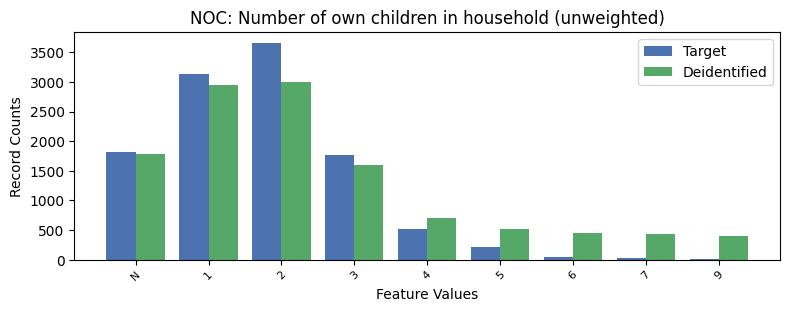 NOC: Number of own children in household (unweighted)
Target
Deidentified
Record Counts
3500
3000
2500
2000
1500
1000
500
0
N 1 2 3 4 5 6 7 9
Feature Values